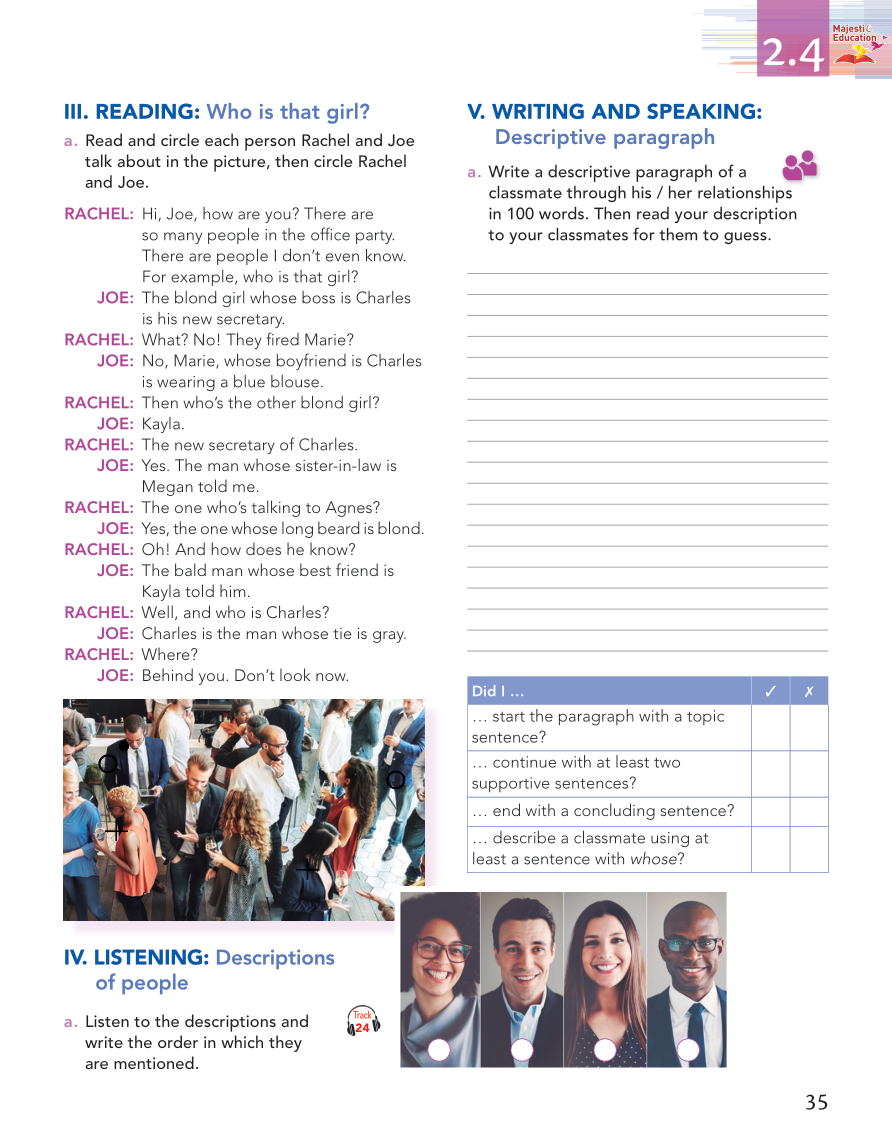 2.4
Majestic
Education
III. READING: Who is that girl?
a. Read and circle each person Rachel and Joe
talk about in the picture, then circle Rachel
and Joe.
RACHEL: Hi, Joe, how are you? There are
so many people in the office party.
There are people I don’t even know.
For example, who is that girl?
JOE: The blond girl whose boss is Charles
is his new secretary.
RACHEL: What? No! They fired Marie?
JOE: No, Marie, whose boyfriend is Charles
is wearing a blue blouse.
RACHEL: Then who’s the other blond girl?
JOE: Kayla.
RACHEL: The new secretary of Charles.
JOE: Yes. The man whose sister-in-law is
Megan told me.
RACHEL: The one who’s talking to Agnes?
JOE: Yes, the one whose long beard is blond.
RACHEL: Oh! And how does he know?
JOE: The bald man whose best friend is
Kayla told him.
RACHEL: Well, and who is Charles?
JOE: Charles is the man whose tie is gray.
RACHEL: Where?
JOE: Behind you. Don’t look now.
IV. LISTENING: Descriptions
of people
a. Listen to the descriptions and
write the order in which they
are mentioned.
Track
24
V. WRITING AND SPEAKING:
Descriptive paragraph
a. Write a descriptive paragraph of a
classmate through his / her relationships
in 100 words. Then read your description
to your classmates for them to guess.
Did I … ✓ ✗
… start the paragraph with a topic
sentence?
… continue with at least two
supportive sentences?
… end with a concluding sentence?
… describe a classmate using at
least a sentence with whose?
35